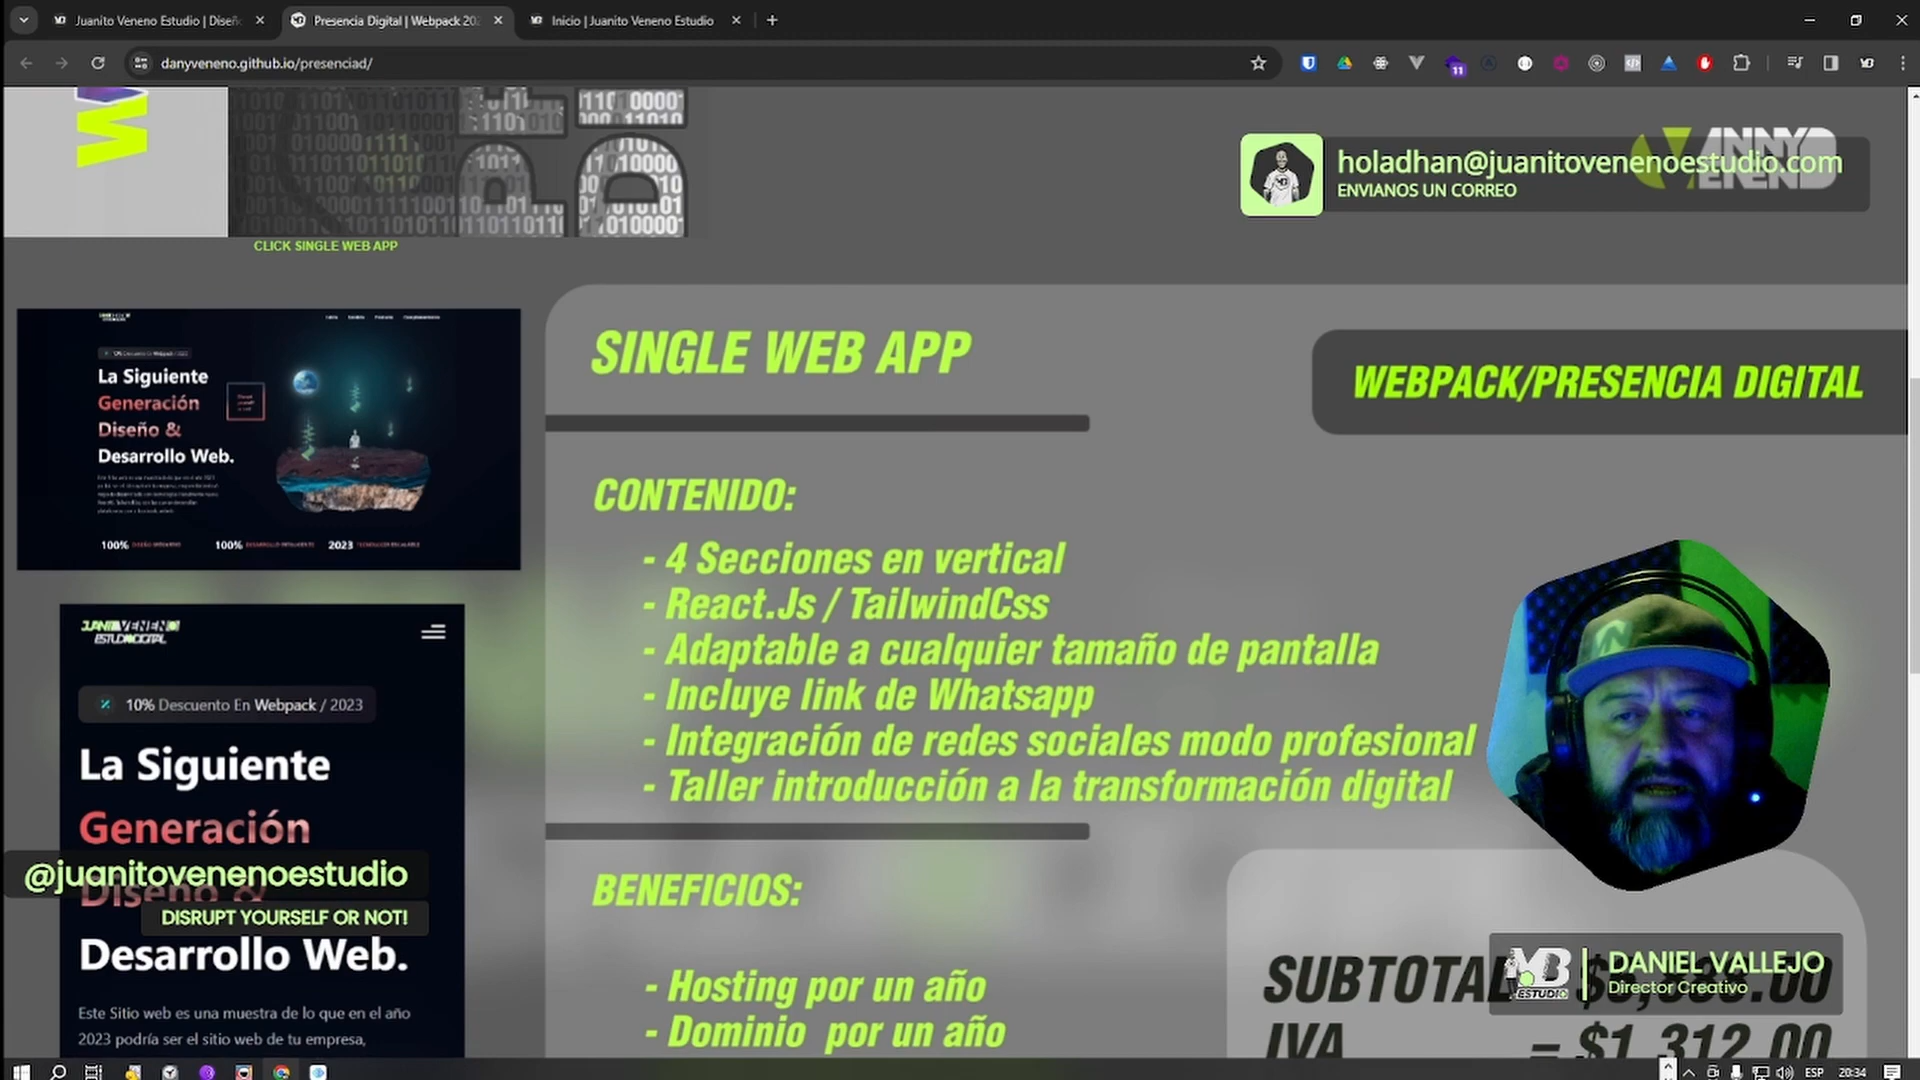 Juanito Veneno Estudio | Diseñ
Presencia Digital | Webpack 202
Inicio | Juanito Veneno Estudio
danyveneno.github.io/presenciad/
11
holadhan@juanitovenenoestudio.com
ENVIANOS UN CORREO
CLICK SINGLE WEB APP
SINGLE WEB APP
WEBPACK/PRESENCIA DIGITAL
La Siguiente
Generación
Diseño &
Desarrollo Web.
100%
100%
2023
CONTENIDO:
- 4 Secciones en vertical
- React.Js / TailwindCss
- Adaptable a cualquier tamaño de pantalla
- Incluye link de Whatsapp
- Integración de redes sociales modo profesional
- Taller introducción a la transformación digital
JUANITOVENENO
ESTUDIODIGITAL
10% Descuento En Webpack / 2023
La Siguiente
Generación
Diseño &
Desarrollo Web.
@juanitovenenoestudio
DISRUPT YOURSELF OR NOT!
Este Sitio web es una muestra de lo que en el año
2023 podría ser el sitio web de tu empresa,
BENEFICIOS:
- Hosting por un año
- Dominio por un año
SUBTOTAL
IVA = $1,312.00
ESTUDIO
DANIEL VALLEJO
Director Creativo
ESP
20:34